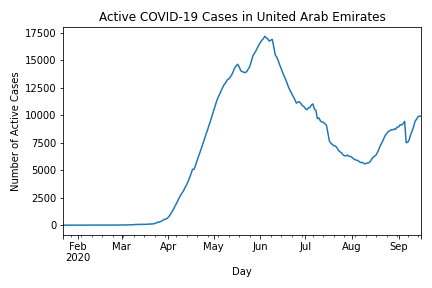 Active COVID-19 Cases in United Arab Emirates
17500
15000
12500
10000
7500
5000
2500
0
Number of Active Cases
Feb Mar Apr May Jun Jul Aug Sep
2020
Day